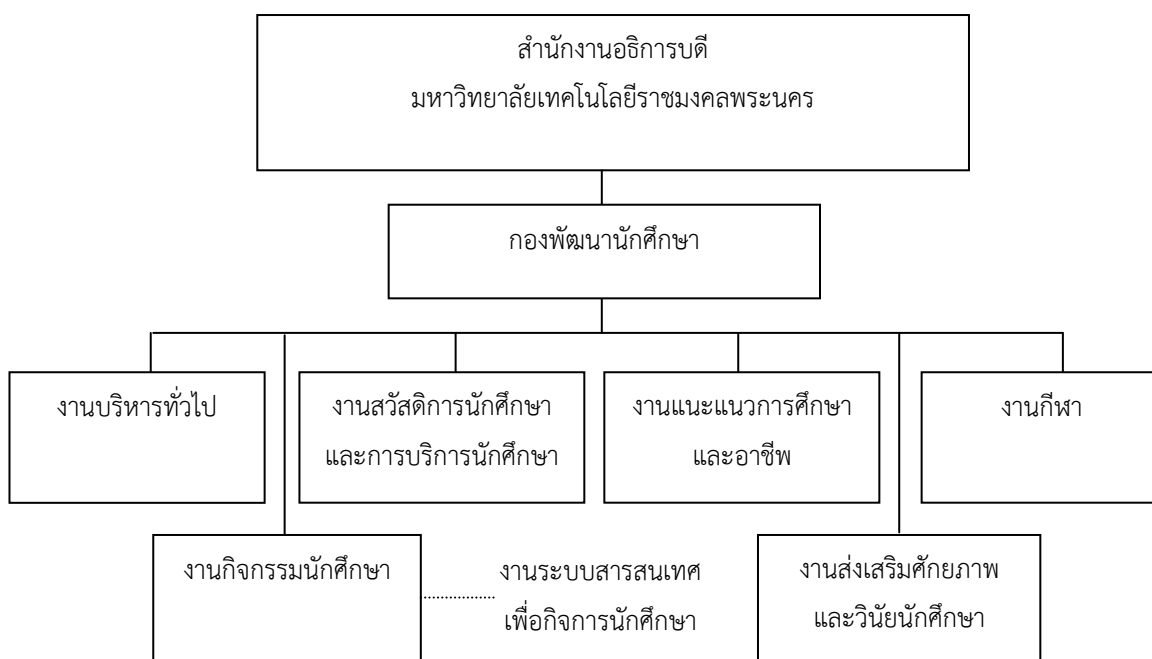 สำนักงานอธิการบดี
มหาวิทยาลัยเทคโนโลยีราชมงคลพระนคร
กองพัฒนานักศึกษา
งานบริหารทั่วไป
งานสวัสดิการนักศึกษา
และการบริการนักศึกษา
งานแนะแนวการศึกษา
และอาชีพ
งานกีฬา
งานกิจกรรมนักศึกษา
งานระบบสารสนเทศ
เพื่อกิจการนักศึกษา
งานส่งเสริมศักยภาพ
และวินัยนักศึกษา